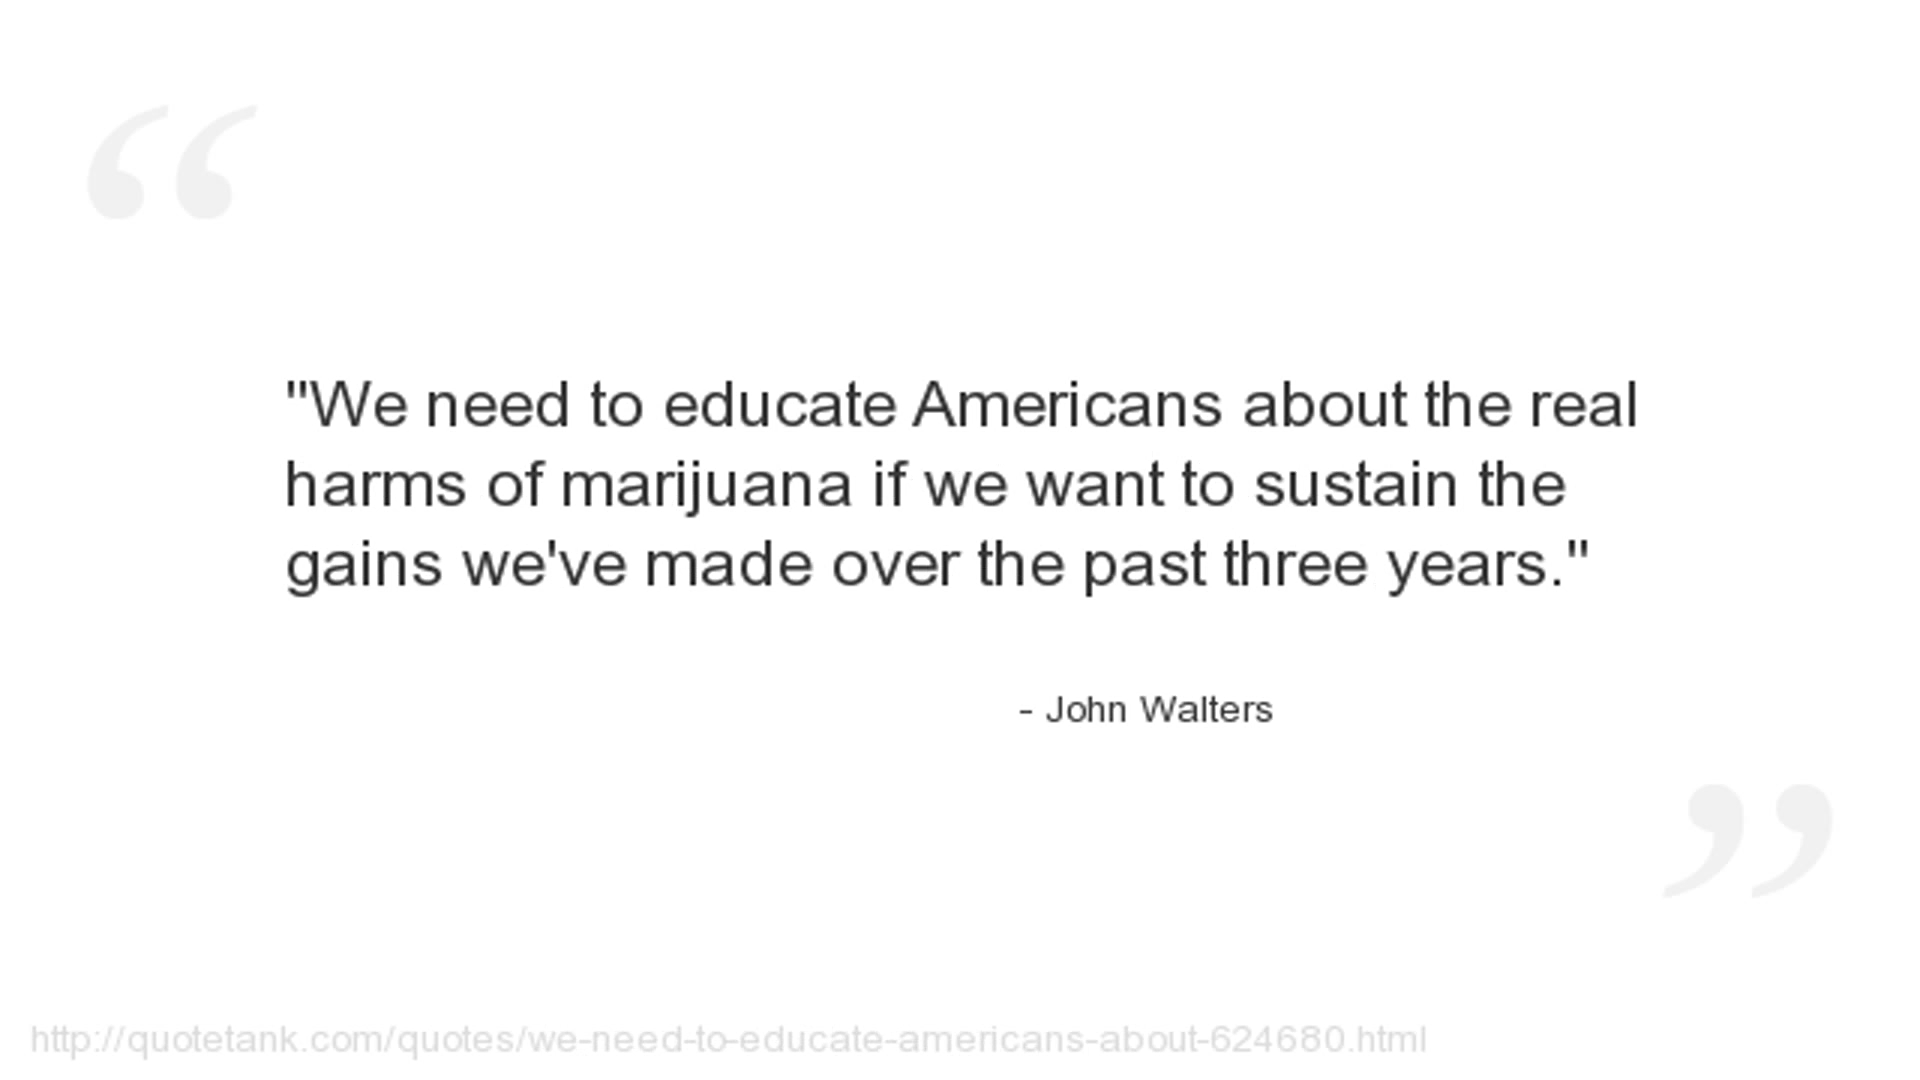 "We need to educate Americans about the real
harms of marijuana if we want to sustain the
gains we've made over the past three years."
- John Walters
http://quotetank.com/quotes/we-need-to-educate-americans-about-624680.html